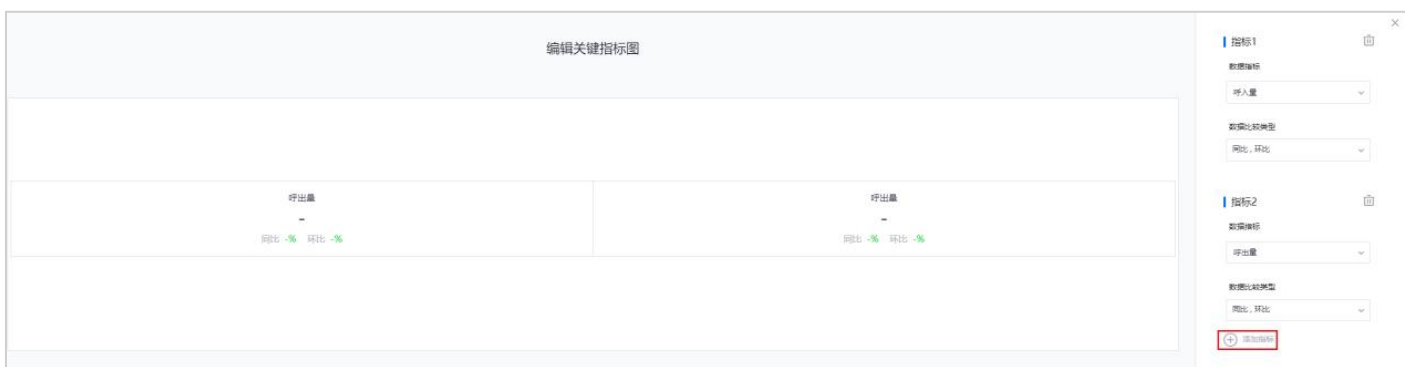 编辑关键指标图
呼出量
-
同比 -% 环比 -%
呼出量
-
同比 -% 环比 -%
指标1
数据指标
呼入量
数据比较类型
同比 , 环比
指标2
数据指标
呼出量
数据比较类型
同比 , 环比
添加指标